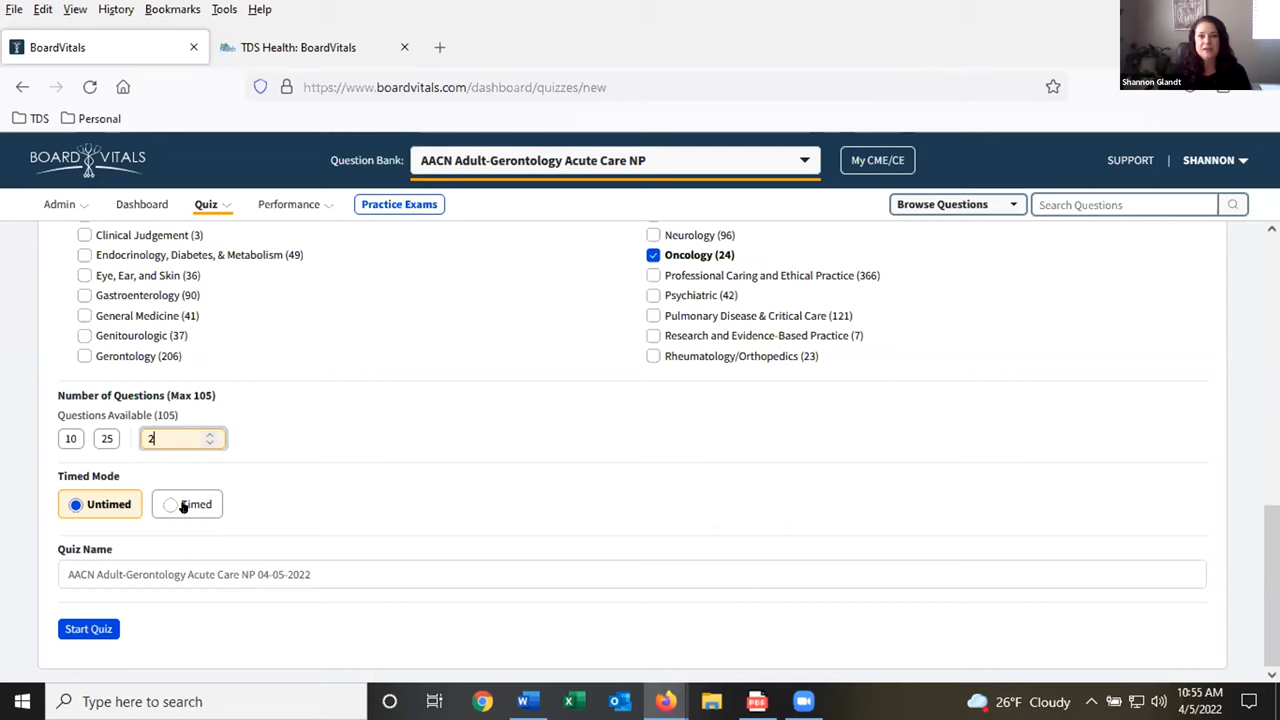 File Edit View History Bookmarks Tools Help
BoardVitals
TDS Health: BoardVitals
Shannon Glandt
https://www.boardvitals.com/dashboard/quizzes/new
TDS Personal
BOARD VITALS
Question Bank: AACN Adult-Gerontology Acute Care NP My CME/CE SUPPORT | SHANNON
Admin Dashboard Quiz Performance Practice Exams Browse Questions Search Questions
Clinical Judgement (3)
Endocrinology, Diabetes, & Metabolism (49)
Eye, Ear, and Skin (36)
Gastroenterology (90)
General Medicine (41)
Genitourologic (37)
Gerontology (206)
Neurology (96)
Oncology (24)
Professional Caring and Ethical Practice (366)
Psychiatric (42)
Pulmonary Disease & Critical Care (121)
Research and Evidence-Based Practice (7)
Rheumatology/Orthopedics (23)
Number of Questions (Max 105)
Questions Available (105)
10 25 2
Timed Mode
Untimed Timed
Quiz Name
AACN Adult-Gerontology Acute Care NP 04-05-2022
Start Quiz
Type here to search
26°F Cloudy
10:55 AM
4/5/2022